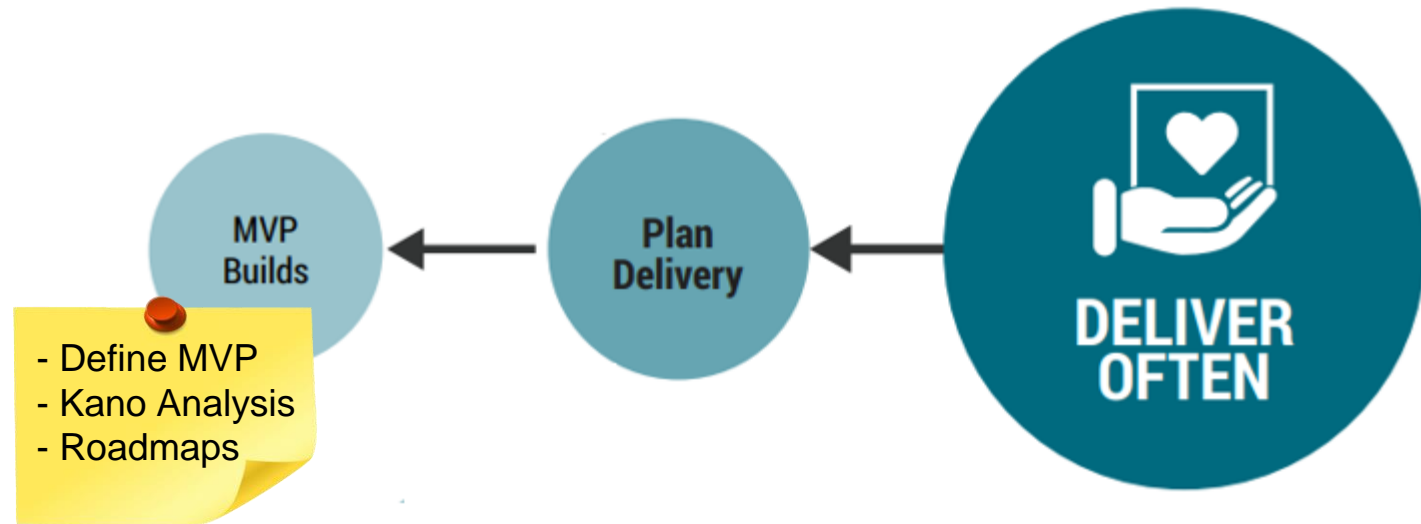 MVP
Builds
- Define MVP
- Kano Analysis
- Roadmaps
Plan
Delivery
DELIVER
OFTEN